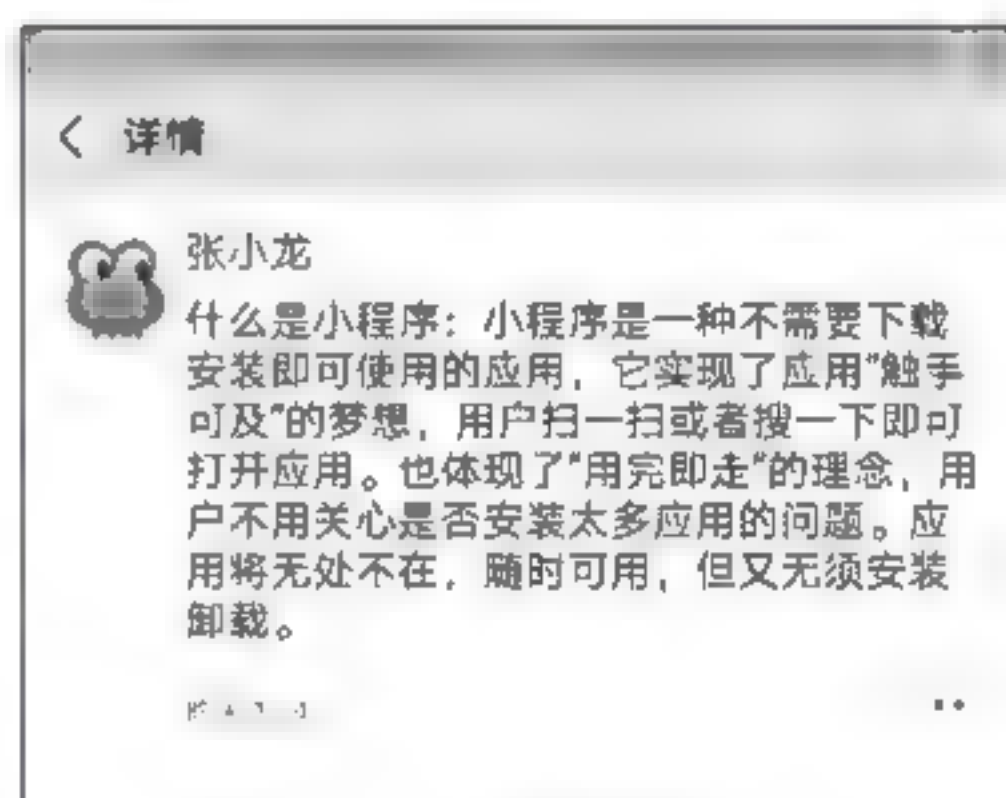 详情
张小龙
什么是小程序：小程序是一种不需要下载
安装即可使用的应用，它实现了应用“触手
可及”的梦想，用户扫一扫或者搜一下即可
打开应用。也体现了“用完即走”的理念，用
户不用关心是否安装太多应用的问题。应
用将无处不在，随时可用，但又无须安装
卸载。